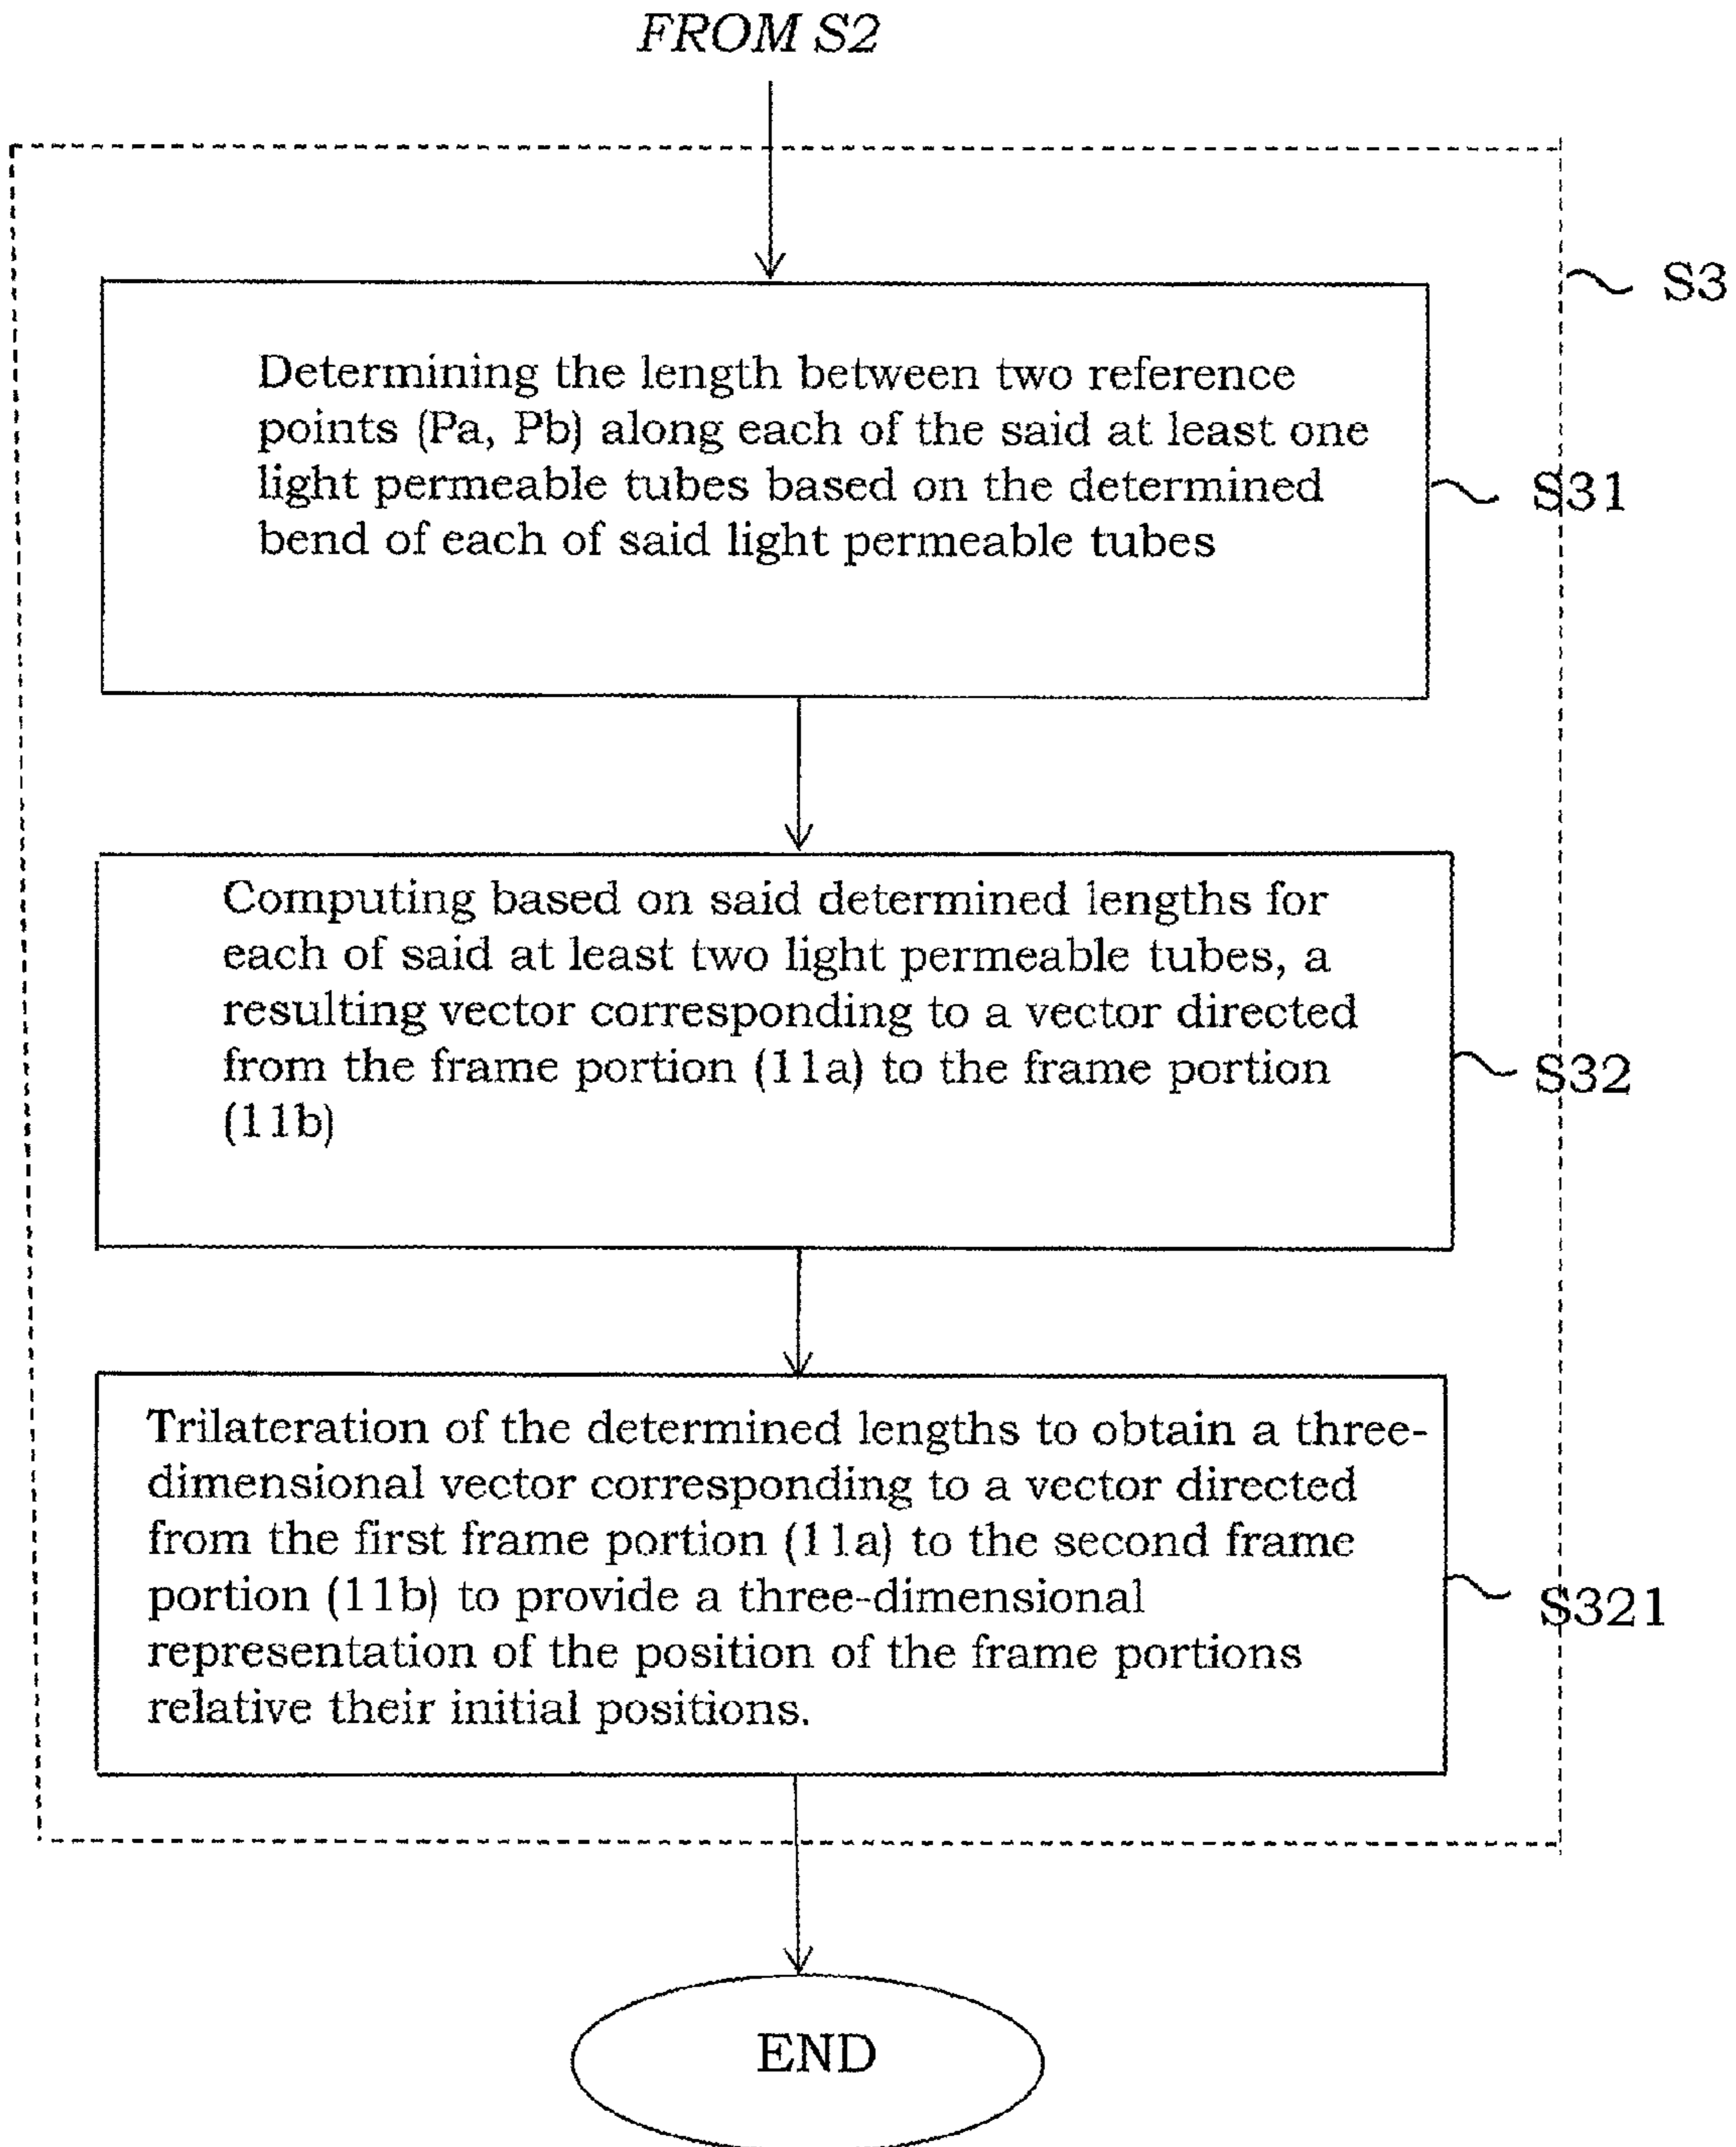 FROM S2
S3
Determining the length between two reference
points (Pa, Pb) along each of the said at least one
light permeable tubes based on the determined
bend of each of said light permeable tubes
S31
Computing based on said determined lengths for
each of said at least two light permeable tubes, a
resulting vector corresponding to a vector directed
from the frame portion (11a) to the frame portion
(11b)
S32
Trilateration of the determined lengths to obtain a three-
dimensional vector corresponding to a vector directed
from the first frame portion (11a) to the second frame
portion (11b) to provide a three-dimensional
representation of the position of the frame portions
relative their initial positions.
S321
END